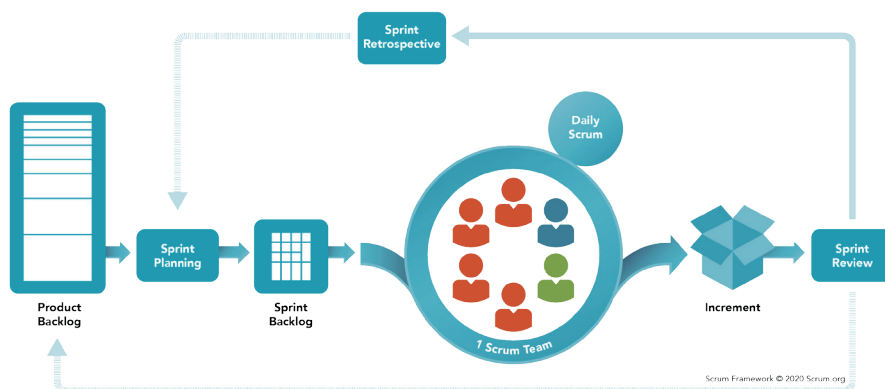 Sprint
Retrospective
Daily
Scrum
Sprint
Planning
Sprint
Review
Product
Backlog
Sprint
Backlog
Increment
1 Scrum Team
Scrum Framework © 2020 Scrum.org